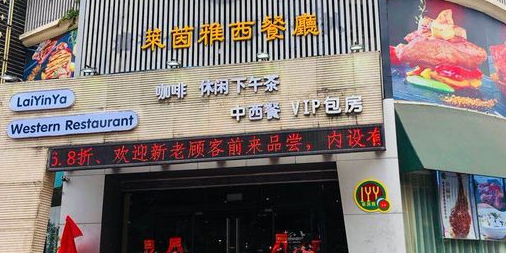 莱茵雅西餐廳
LaiYinYa
Western Restaurant
咖啡 休闲下午茶
中西餐 VIP包房
3.8折、欢迎新老顾客前来品尝，内设有
LYY